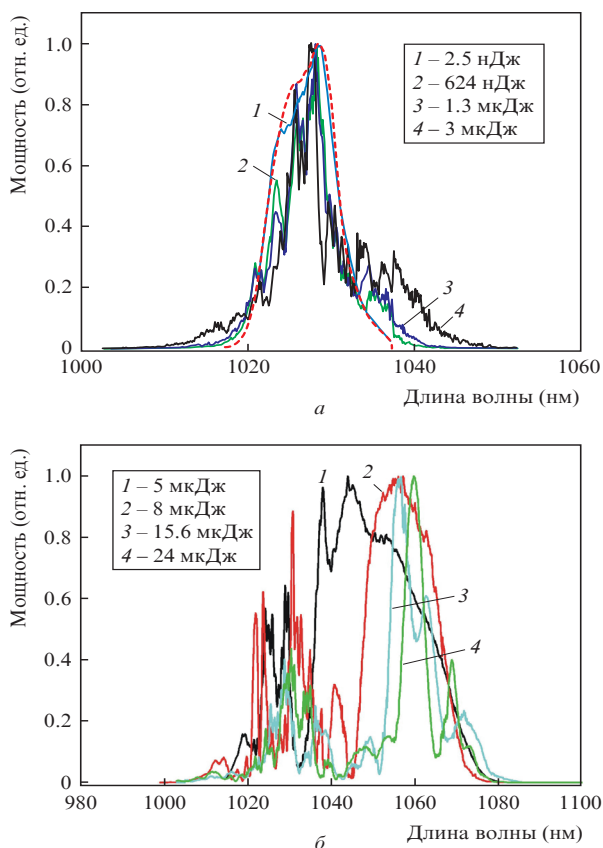 Мощность (отн. ед.)
1.0
0.8
0.6
0.4
0.2
0
1 – 2.5 нДж
2 – 624 нДж
3 – 1.3 мкДж
4 – 3 мкДж
1
2
3
4
1000
1020
1040
1060
Длина волны (нм)
а
Мощность (отн. ед.)
1.0
0.8
0.6
0.4
0.2
0
1 – 5 мкДж
2 – 8 мкДж
3 – 15.6 мкДж
4 – 24 мкДж
1
2
3
4
980
1000
1020
1040
1060
1080
1100
Длина волны (нм)
б